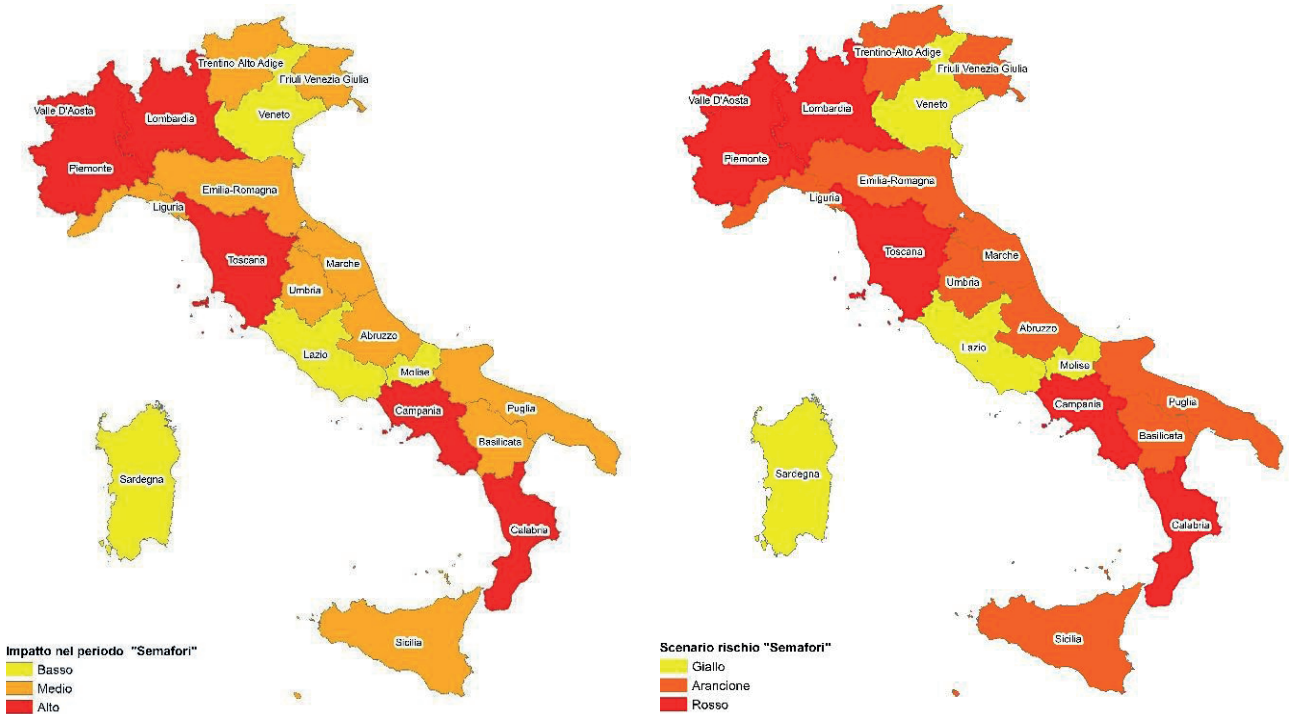 Trentino-Alto Adige
Friuli Venezia Giulia
Valle D'Aosta
Lombardia
Veneto
Piemonte
Emilia-Romagna
Liguria
Toscana
Marche
Umbria
Abruzzo
Lazio
Molise
Campania
Puglia
Basilicata
Sardegna
Calabria
Sicilia
Impatto nel periodo "Semafori"
Basso
Medio
Alto
Trentino-Alto Adige
Friuli Venezia Giulia
Valle D'Aosta
Lombardia
Veneto
Piemonte
Emilia-Romagna
Liguria
Toscana
Marche
Umbria
Abruzzo
Lazio
Molise
Campania
Puglia
Basilicata
Sardegna
Calabria
Sicilia
Scenario rischio "Semafori"
Giallo
Arancione
Rosso